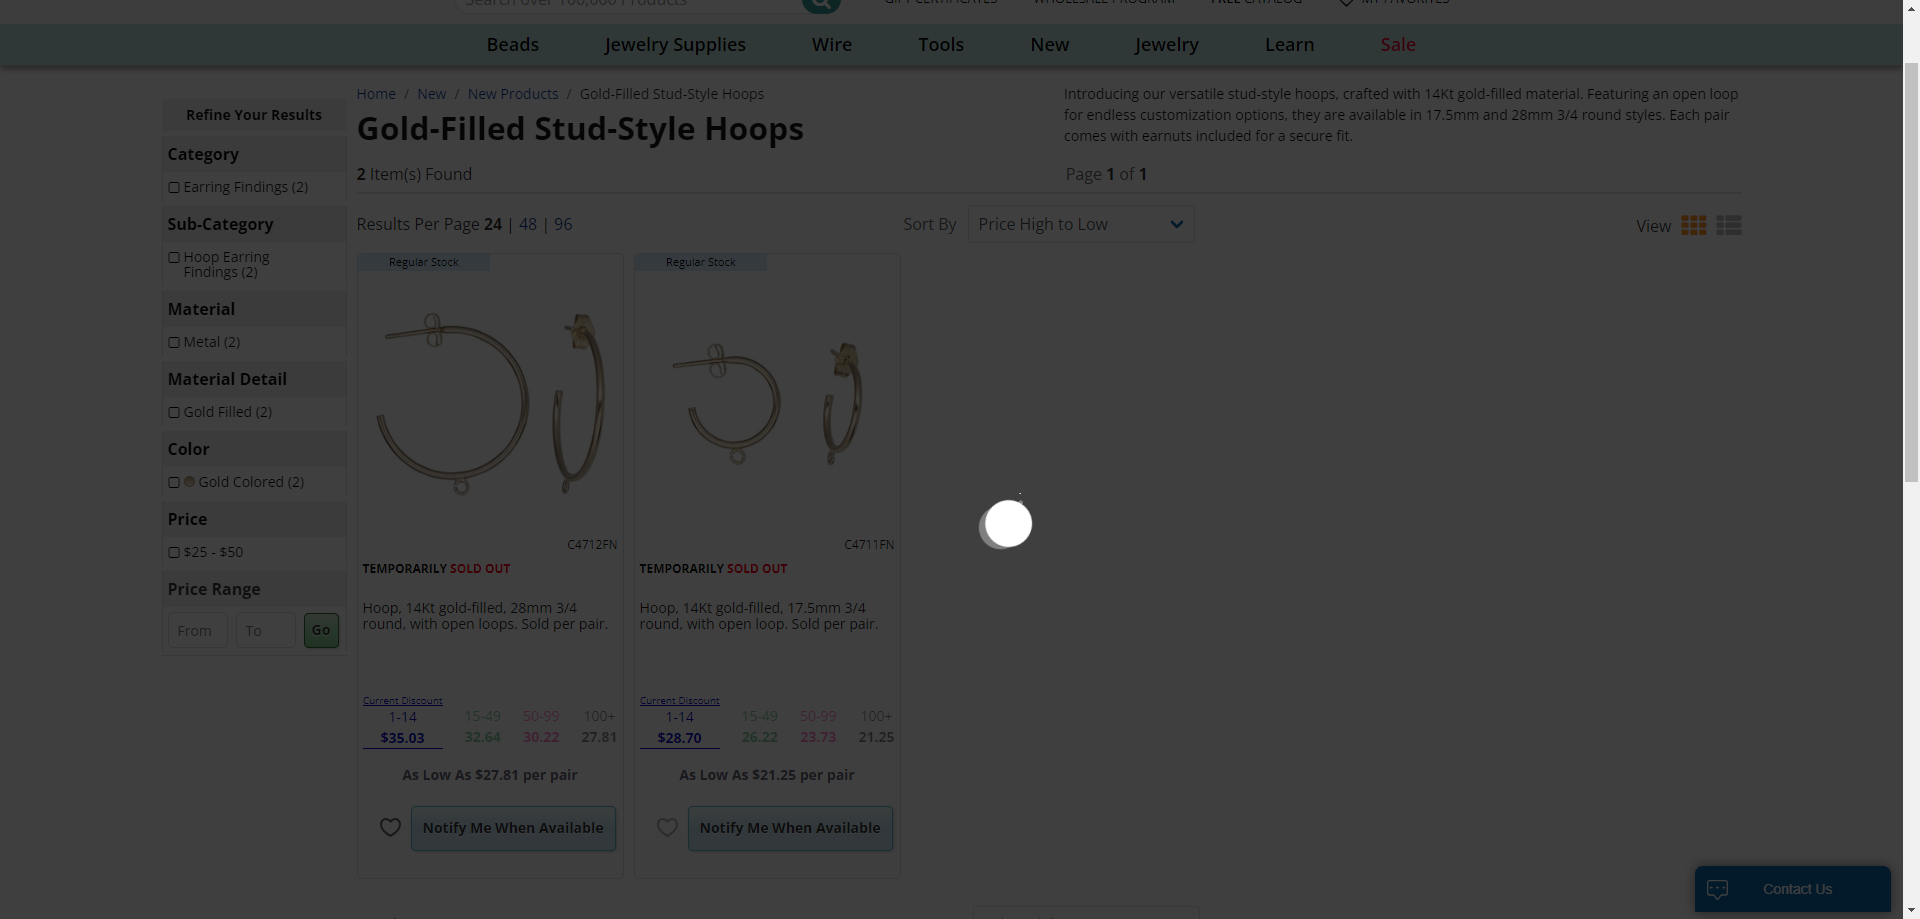 Search over 100,000 Products
GIFT CERTIFICATES
WHOLESALE PROGRAM
FREE CATALOG
MY FAVORITES
Beads
Jewelry Supplies
Wire
Tools
New
Jewelry
Learn
Sale
Home / New / New Products / Gold-Filled Stud-Style Hoops
Gold-Filled Stud-Style Hoops
Introducing our versatile stud-style hoops, crafted with 14Kt gold-filled material. Featuring an open loop
for endless customization options, they are available in 17.5mm and 28mm 3/4 round styles. Each pair
comes with earnuts included for a secure fit.
2 Item(s) Found
Page 1 of 1
Results Per Page 24 | 48 | 96
Sort By
Price High to Low
View
Refine Your Results
Category
Earring Findings (2)
Sub-Category
Hoop Earring
Findings (2)
Material
Metal (2)
Material Detail
Gold Filled (2)
Color
Gold Colored (2)
Price
$25 - $50
Price Range
From
To
Go
Regular Stock
C4712FN
TEMPORARILY SOLD OUT
Hoop, 14Kt gold-filled, 28mm 3/4
round, with open loops. Sold per pair.
Current Discount
1-14 15-49 50-99 100+
$35.03 32.64 30.22 27.81
As Low As $27.81 per pair
Notify Me When Available
Regular Stock
C4711FN
TEMPORARILY SOLD OUT
Hoop, 14Kt gold-filled, 17.5mm 3/4
round, with open loop. Sold per pair.
Current Discount
1-14 15-49 50-99 100+
$28.70 26.22 23.73 21.25
As Low As $21.25 per pair
Notify Me When Available
Contact Us